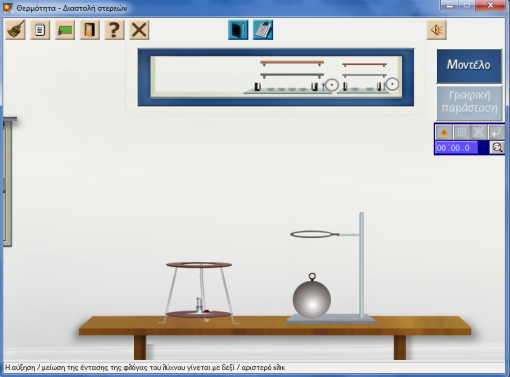 Θερμότητα - Διαστολή στερεών
Μοντέλο
Γραφική
παράσταση
00:00.0
Η αύξηση / μείωση της έντασης της φλόγας του λύχνου γίνεται με δεξί / αριστερό κλικ